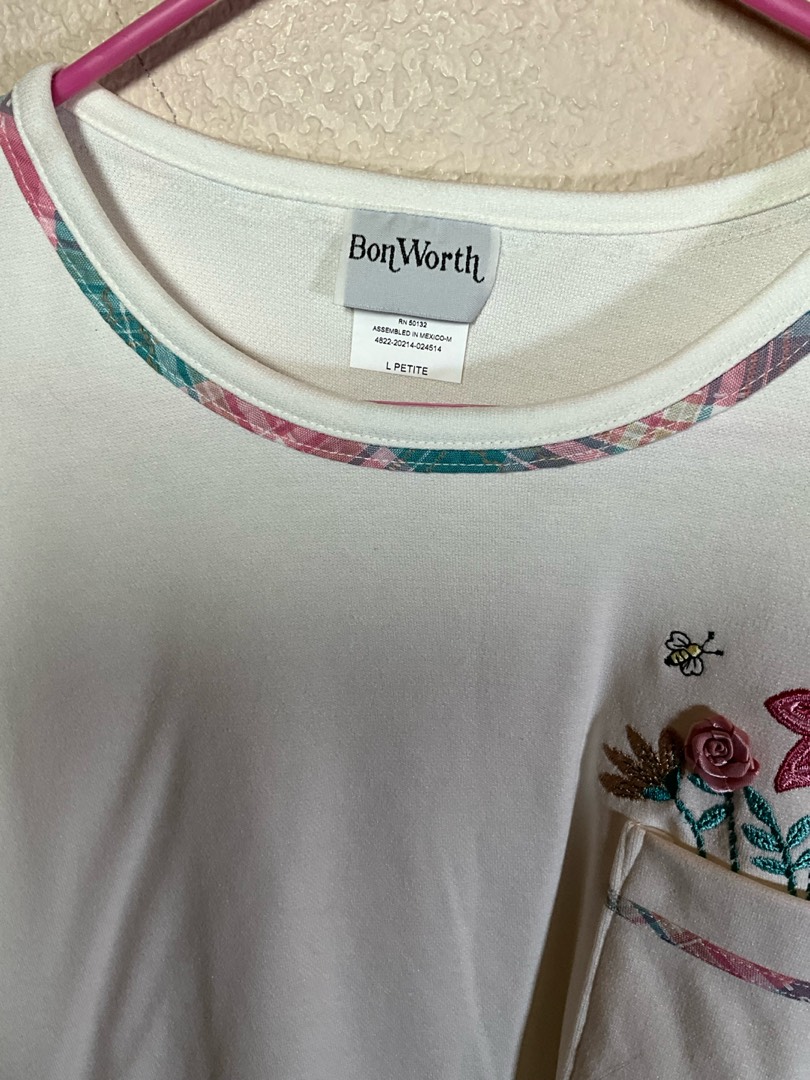 BonWorth
RN 50132
ASSEMBLED IN MEXICO-M
4822-20214-024514
L PETITE